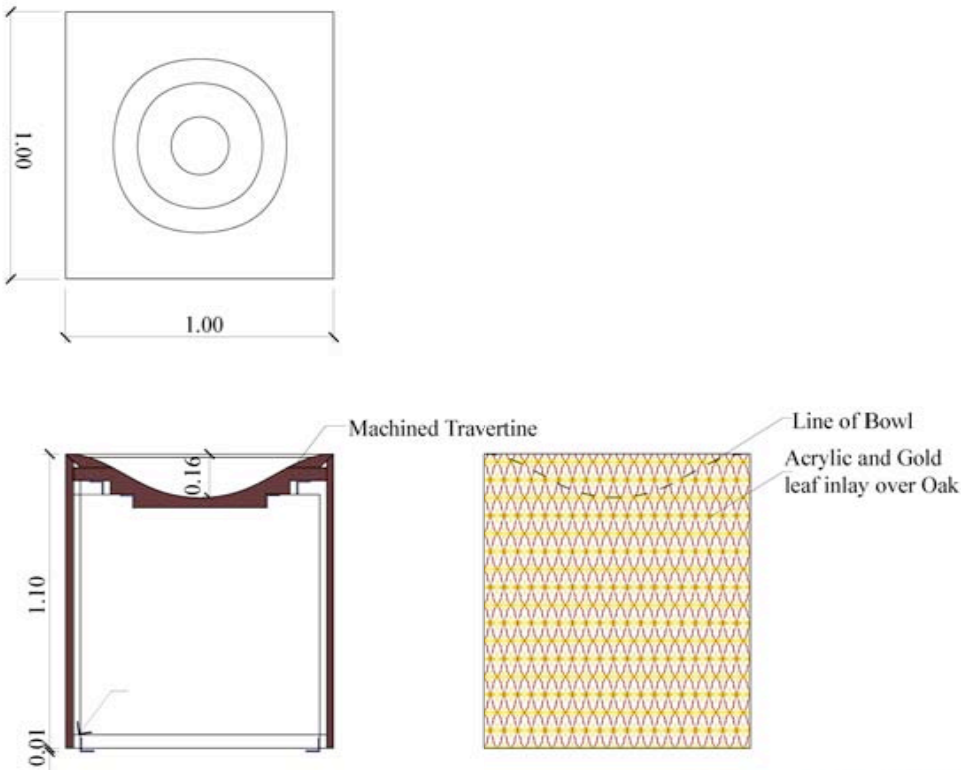 1.00
1.00
Machined Travertine
0.16
1.10
0.01
Line of Bowl
Acrylic and Gold
leaf inlay over Oak